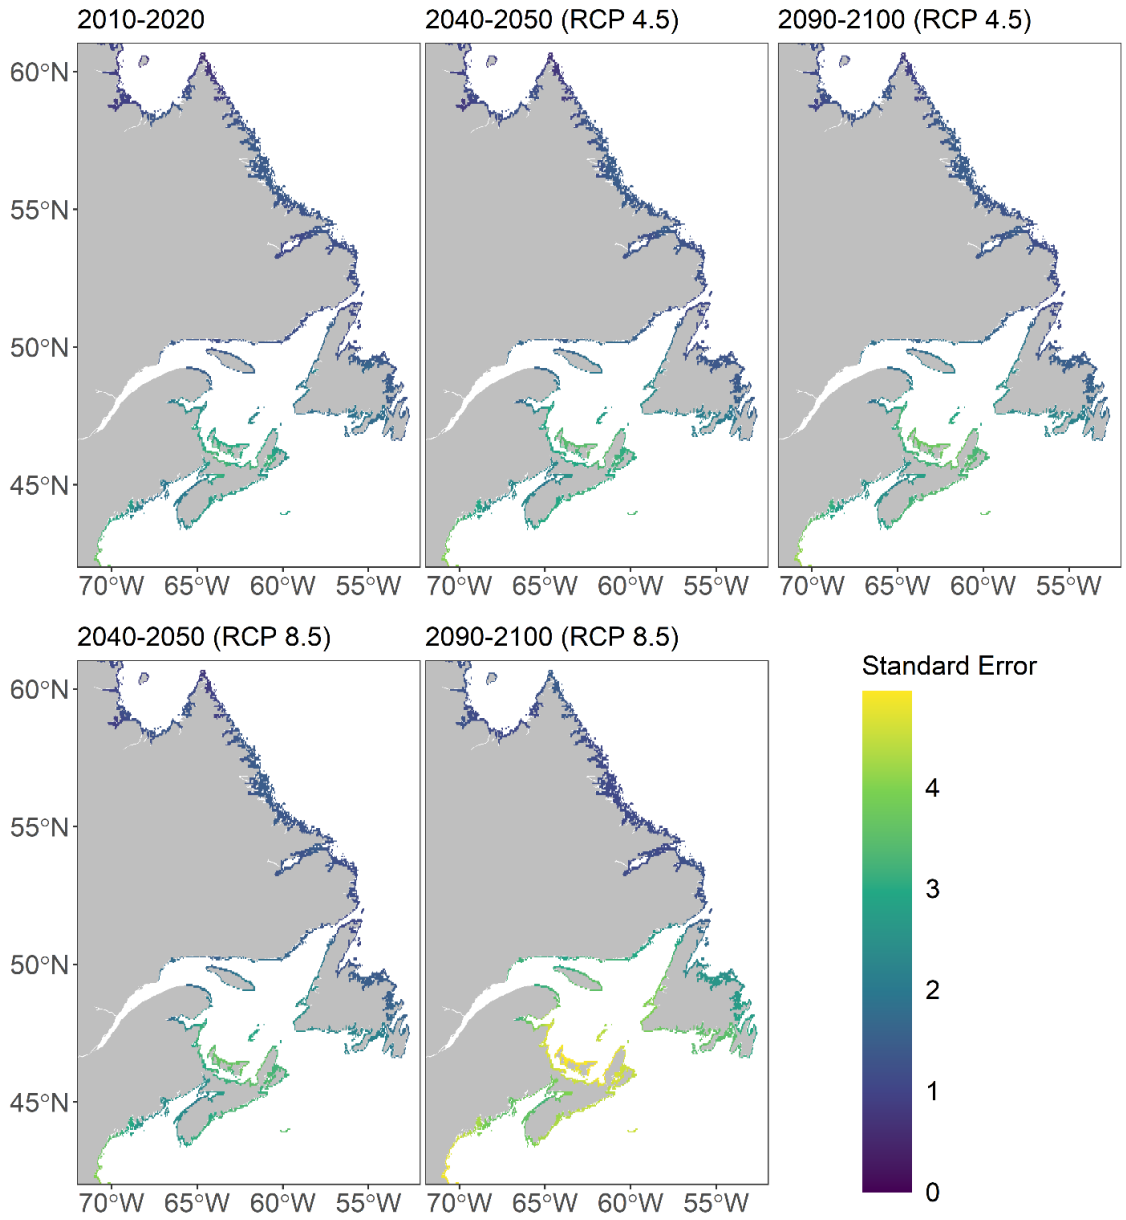 2010-2020
2040-2050 (RCP 4.5)
2090-2100 (RCP 4.5)
60°N
55°N
50°N
45°N
70°W 65°W 60°W 55°W
70°W 65°W 60°W 55°W
70°W 65°W 60°W 55°W
2040-2050 (RCP 8.5)
2090-2100 (RCP 8.5)
60°N
55°N
50°N
45°N
70°W 65°W 60°W 55°W
70°W 65°W 60°W 55°W
Standard Error
4
3
2
1
0